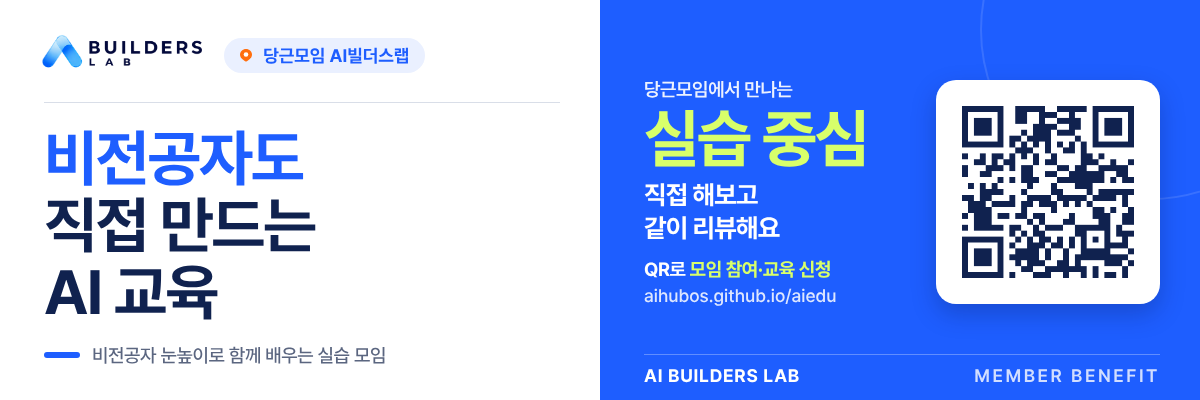 BUILDERS
LAB
당근모임 AI빌더스랩
비전공자도
직접 만드는
AI 교육
비전공자 눈높이로 함께 배우는 실습 모임
당근모임에서 만나는
실습 중심
직접 해보고
같이 리뷰해요
QR로 모임 참여·교육 신청
aihubos.github.io/aiedu
AI BUILDERS LAB
MEMBER BENEFIT